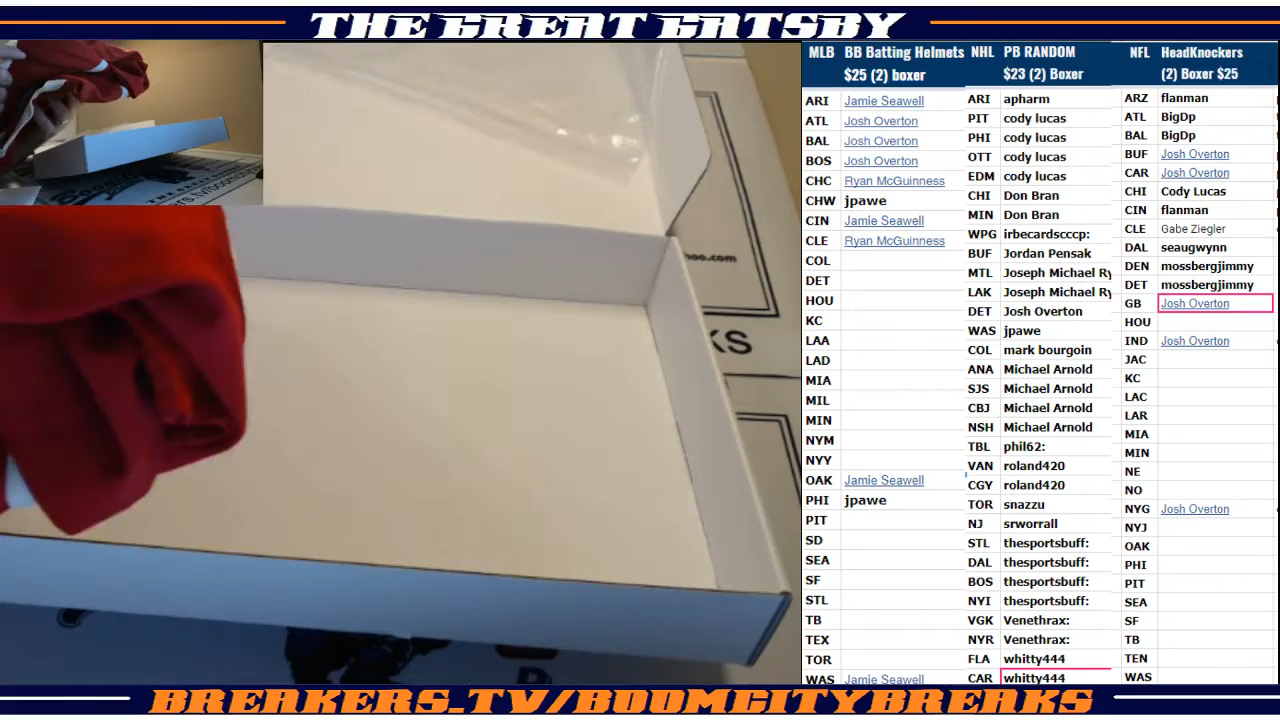 THE GREAT GATSBY
MLB BB Batting Helmets
$25 (2) boxer
ARI Jamie Seawell
ATL Josh Overton
BAL Josh Overton
BOS Josh Overton
CHC Ryan McGuinness
CHW jpawe
CIN Jamie Seawell
CLE Ryan McGuinness
COL
DET
HOU
KC
LAA
LAD
MIA
MIL
MIN
NYM
NYY
OAK Jamie Seawell
PHI jpawe
PIT
SD
SEA
SF
STL
TB
TEX
TOR
WAS Jamie Seawell
NHL PB RANDOM
$23 (2) Boxer
ARI apharm
PIT cody lucas
PHI cody lucas
OTT cody lucas
EDM cody lucas
CHI Don Bran
MIN Don Bran
WPG irbecardscccp:
BUF Jordan Pensak
MTL Joseph Michael Ry
LAK Joseph Michael Ry
DET Josh Overton
WAS jpawe
COL mark bourgoin
ANA Michael Arnold
SJS Michael Arnold
CBJ Michael Arnold
NSH Michael Arnold
TBL phil62:
VAN roland420
CGY roland420
TOR snazzu
NJ srworrall
STL thesportsbuff:
DAL thesportsbuff:
BOS thesportsbuff:
NYI thesportsbuff:
VGK Venethrax:
NYR Venethrax:
FLA whitty444
CAR whitty444
NFL HeadKnockers
(2) Boxer $25
ARZ flanman
ATL BigDp
BAL BigDp
BUF Josh Overton
CAR Josh Overton
CHI Cody Lucas
CIN flanman
CLE Gabe Ziegler
DAL seaugwynn
DEN mossbergjimmy
DET mossbergjimmy
GB Josh Overton
HOU
IND Josh Overton
JAC
KC
LAC
LAR
MIA
MIN
NE
NO
NYG Josh Overton
NYJ
OAK
PHI
PIT
SEA
SF
TB
TEN
WAS
BREAKERS.TV/BOOMCITYBREAKS